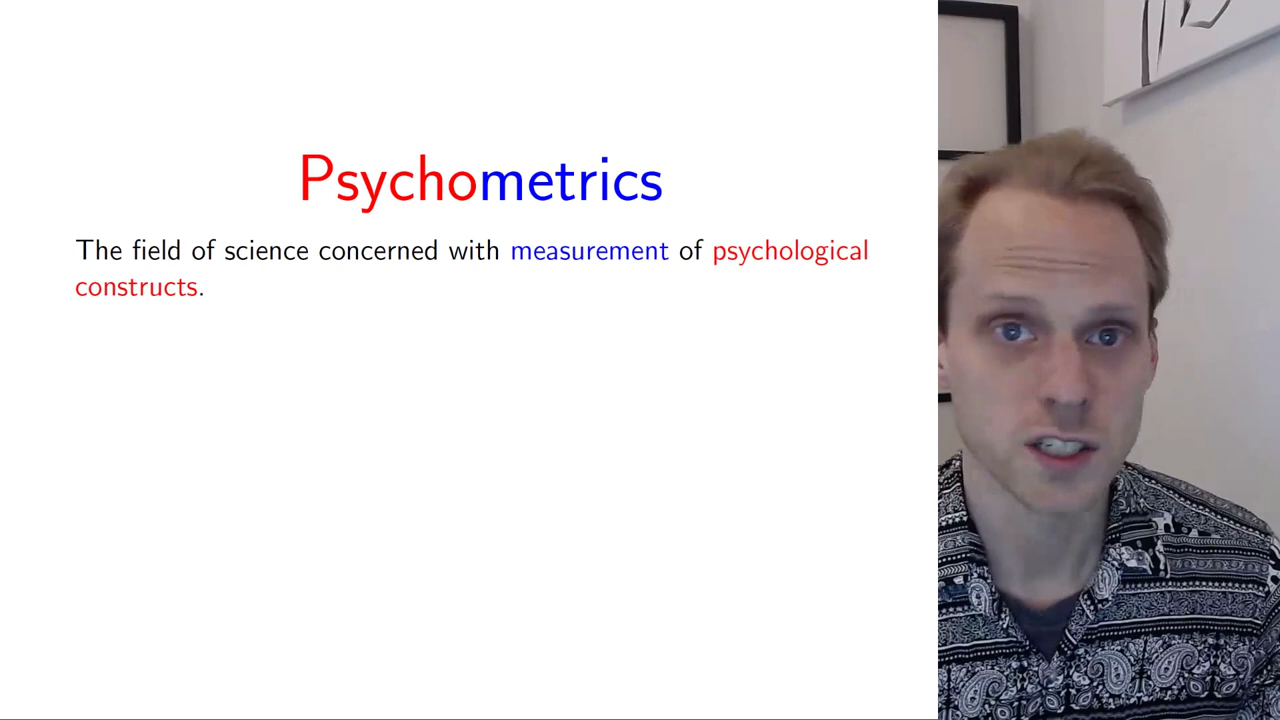 Psychometrics
The field of science concerned with measurement of psychological
constructs.